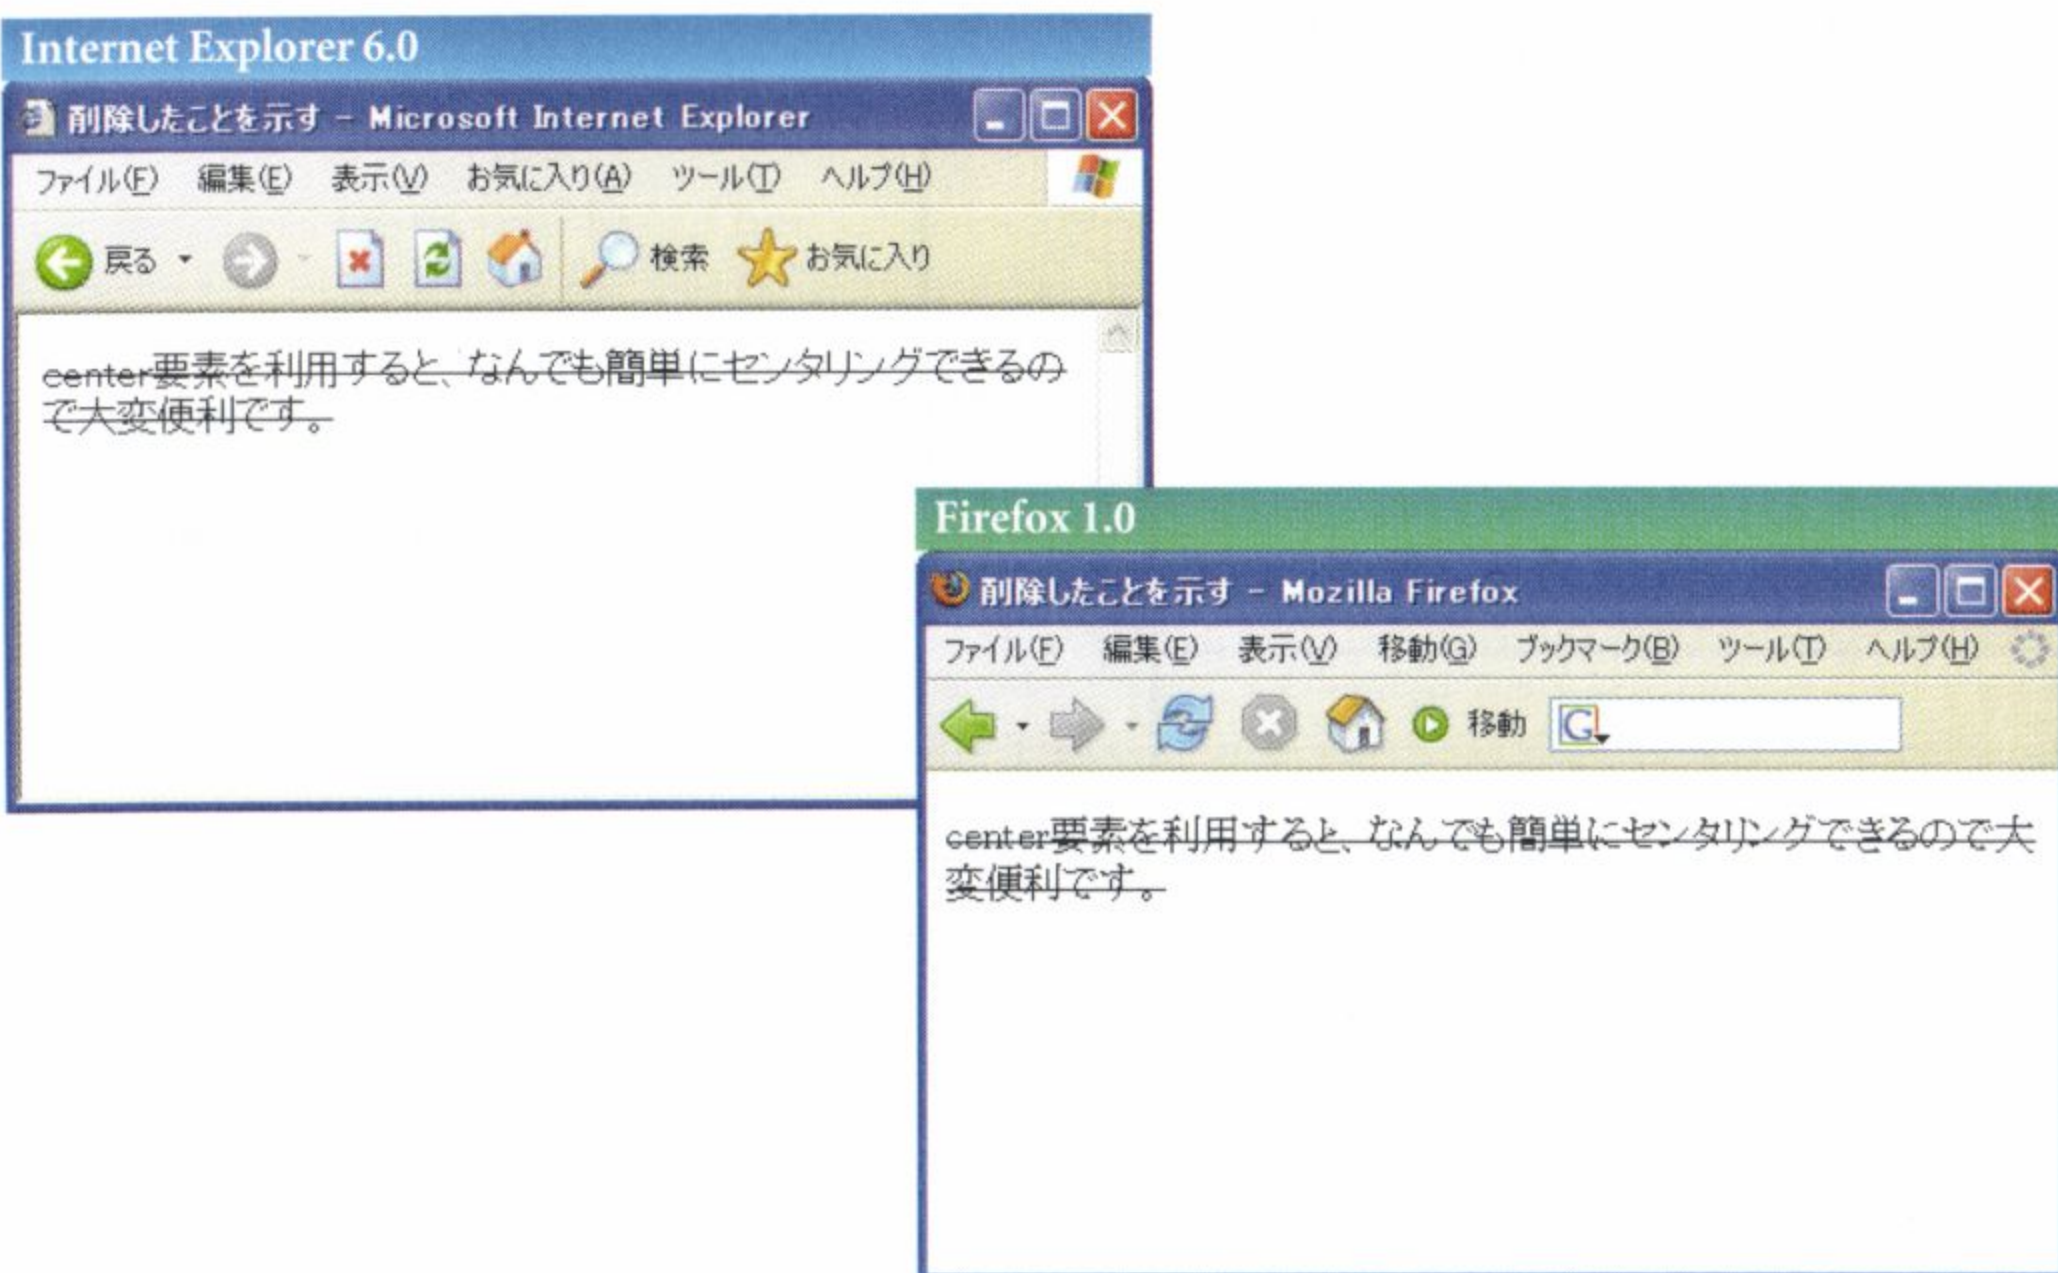 Internet Explorer 6.0
削除したことを示す - Microsoft Internet Explorer
ファイル(F) 編集(E) 表示(V) お気に入り(A) ツール(T) ヘルプ(H)
戻る 検索 お気に入り
center要素を利用すると、なんでも簡単にセンタリングできるの
で大変便利です。
Firefox 1.0
削除したことを示す - Mozilla Firefox
ファイル(F) 編集(E) 表示(V) 移動(G) ブックマーク(B) ツール(T) ヘルプ(H)
移動 G
center要素を利用すると、なんでも簡単にセンタリングできるので大
変便利です。